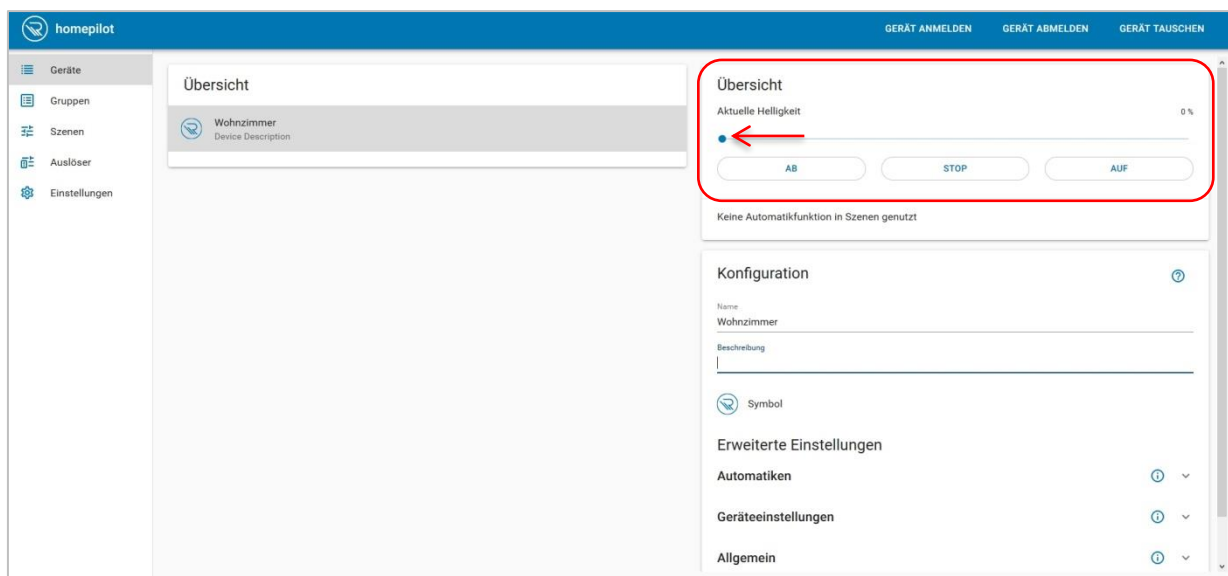 homepilot
GERÄT ANMELDEN GERÄT ABMELDEN GERÄT TAUSCHEN
Geräte
Gruppen
Szenen
Auslöser
Einstellungen
Übersicht
Wohnzimmer
Device Description
Übersicht
Aktuelle Helligkeit 0 %
AB STOP AUF
Keine Automatikfunktion in Szenen genutzt
Konfiguration
Name
Wohnzimmer
Beschreibung
Symbol
Erweiterte Einstellungen
Automatiken
Geräteeinstellungen
Allgemein